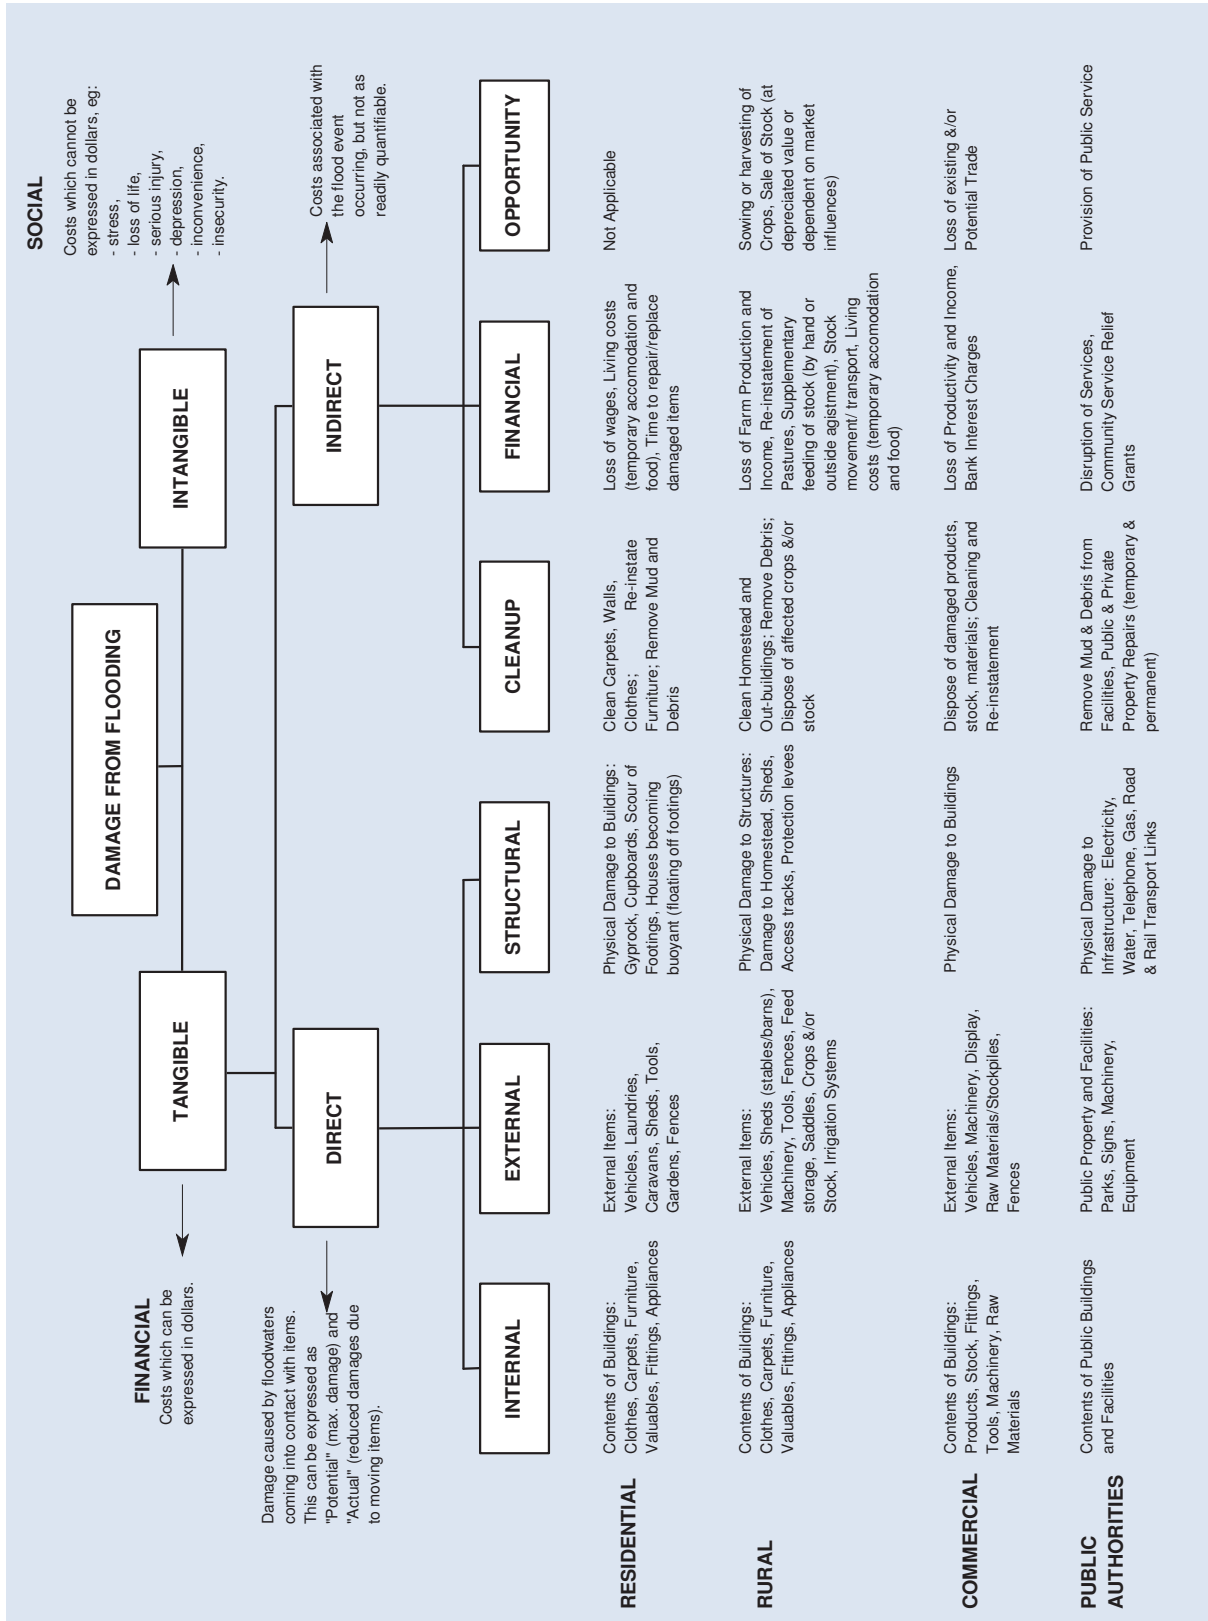 SOCIAL
Costs which cannot be
expressed in dollars, eg:
- stress,
- loss of life,
- serious injury,
- depression,
- inconvenience,
- insecurity.
DAMAGE FROM FLOODING
FINANCIAL
Costs which can be
expressed in dollars.
TANGIBLE
INTANGIBLE
Damage caused by floodwaters
coming into contact with items.
This can be expressed as
"Potential" (max. damage) and
"Actual" (reduced damages due
to moving items).
DIRECT
INDIRECT
Costs associated with
the flood event
occurring, but not as
readily quantifiable.
INTERNAL
EXTERNAL
STRUCTURAL
CLEANUP
FINANCIAL
OPPORTUNITY
RESIDENTIAL
Contents of Buildings:
Clothes, Carpets, Furniture,
Valuables, Fittings, Appliances
External Items:
Vehicles, Laundries,
Caravans, Sheds, Tools,
Gardens, Fences
Physical Damage to Buildings:
Gyprock, Cupboards, Scour of
Footings, Houses becoming
buoyant (floating off footings)
Clean Carpets, Walls,
Clothes; Re-instate
Furniture; Remove Mud and
Debris
Loss of wages, Living costs
(temporary accomodation and
food), Time to repair/replace
damaged items
Not Applicable
RURAL
Contents of Buildings:
Clothes, Carpets, Furniture,
Valuables, Fittings, Appliances
External Items:
Vehicles, Sheds (stables/barns),
Machinery, Tools, Fences, Feed
storage, Saddles, Crops &/or
Stock, Irrigation Systems
Physical Damage to Structures:
Damage to Homestead, Sheds,
Access tracks, Protection levees
Clean Homestead and
Out-buildings; Remove Debris;
Dispose of affected crops &/or
stock
Loss of Farm Production and
Income, Re-instatement of
Pastures, Supplementary
feeding of stock (by hand or
outside agistment), Stock
movement/ transport, Living
costs (temporary accomodation
and food)
Sowing or harvesting of
Crops, Sale of Stock (at
depreciated value or
dependent on market
influences)
COMMERCIAL
Contents of Buildings:
Products, Stock, Fittings,
Tools, Machinery, Raw
Materials
External Items:
Vehicles, Machinery, Display,
Raw Materials/Stockpiles,
Fences
Physical Damage to Buildings
Dispose of damaged products,
stock, materials; Cleaning and
Re-instatement
Loss of Productivity and Income,
Bank Interest Charges
Loss of existing &/or
Potential Trade
PUBLIC
AUTHORITIES
Contents of Public Buildings
and Facilities
Public Property and Facilities:
Parks, Signs, Machinery,
Equipment
Physical Damage to
Infrastructure: Electricity,
Water, Telephone, Gas, Road
& Rail Transport Links
Remove Mud & Debris from
Facilities, Public & Private
Property Repairs (temporary &
permanent)
Disruption of Services,
Community Service Relief
Grants
Provision of Public Service